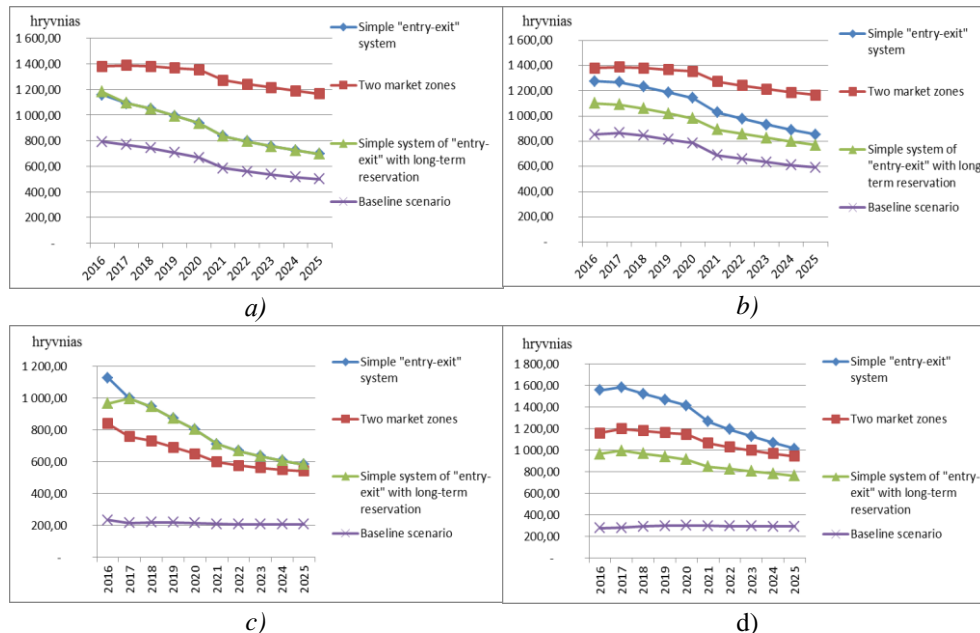 hryvnias
1 600,00
1 400,00
1 200,00
1 000,00
800,00
600,00
400,00
200,00
-
2016 2017 2018 2019 2020 2021 2022 2023 2024 2025
Simple "entry-exit"
system
Two market zones
Simple system of "entry-
exit" with long-term
reservation
Baseline scenario
a)
hryvnias
1 600,00
1 400,00
1 200,00
1 000,00
800,00
600,00
400,00
200,00
-
2016 2017 2018 2019 2020 2021 2022 2023 2024 2025
Simple "entry-exit"
system
Two market zones
Simple system of
"entry-exit" with long-
term reservation
Baseline scenario
b)
hryvnias
1 200,00
1 000,00
800,00
600,00
400,00
200,00
-
2016 2017 2018 2019 2020 2021 2022 2023 2024 2025
Simple "entry-exit"
system
Two market zones
Simple system of "entry-
exit" with long-term
reservation
Baseline scenario
c)
hryvnias
1 800,00
1 600,00
1 400,00
1 200,00
1 000,00
800,00
600,00
400,00
200,00
-
2016 2017 2018 2019 2020 2021 2022 2023 2024 2025
Simple "entry-exit"
system
Two market zones
Simple system of "entry-
exit" with long-term
reservation
Baseline scenario
d)